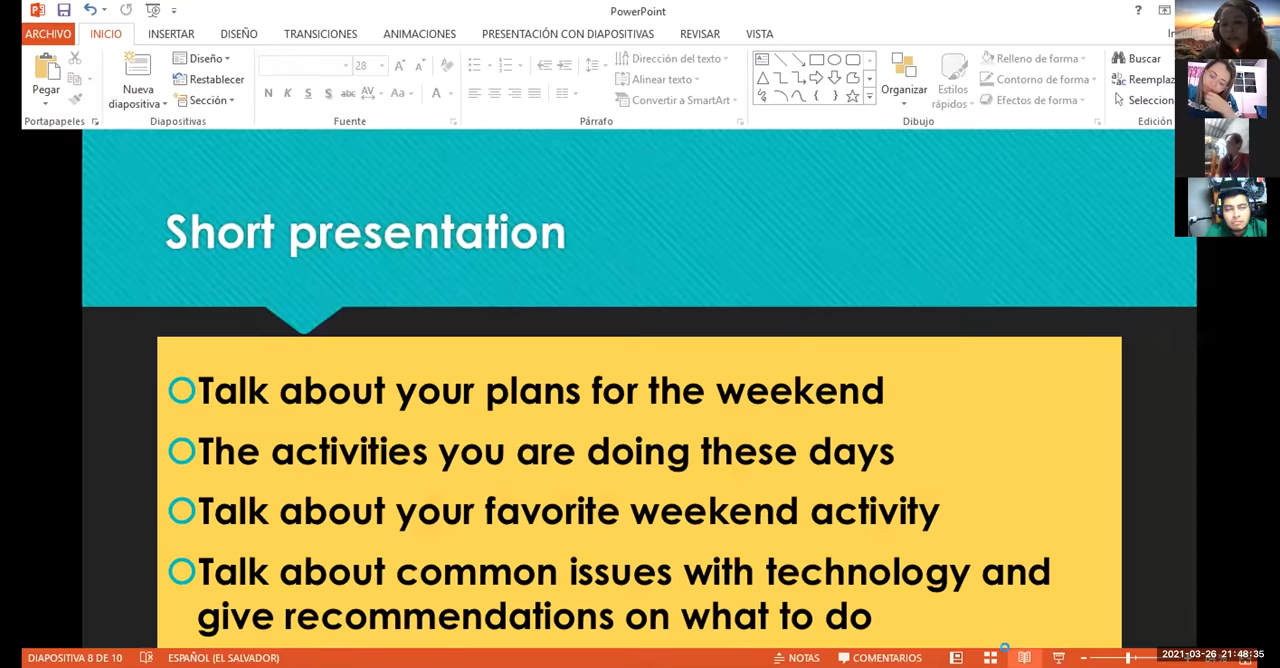 PowerPoint
?
ARCHIVO INICIO INSERTAR DISEÑO TRANSICIONES ANIMACIONES PRESENTACIÓN CON DIAPOSITIVAS REVISAR VISTA
Pegar
Nueva
diapositiva
Diseño
Restablecer
Sección
28
N K S S abc AV Aa A
Dirección del texto
Alinear texto
Convertir a SmartArt
Organizar
Estilos
rápidos
Relleno de forma
Contorno de forma
Efectos de forma
Buscar
Reemplaz
Selecciona
Portapapeles Diapositivas Fuente Párrafo Dibujo Edición
Short presentation
Talk about your plans for the weekend
The activities you are doing these days
Talk about your favorite weekend activity
Talk about common issues with technology and
give recommendations on what to do
DIAPOSITIVA 8 DE 10 ESPAÑOL (EL SALVADOR) NOTAS COMENTARIOS 2021-03-26 21:48:35